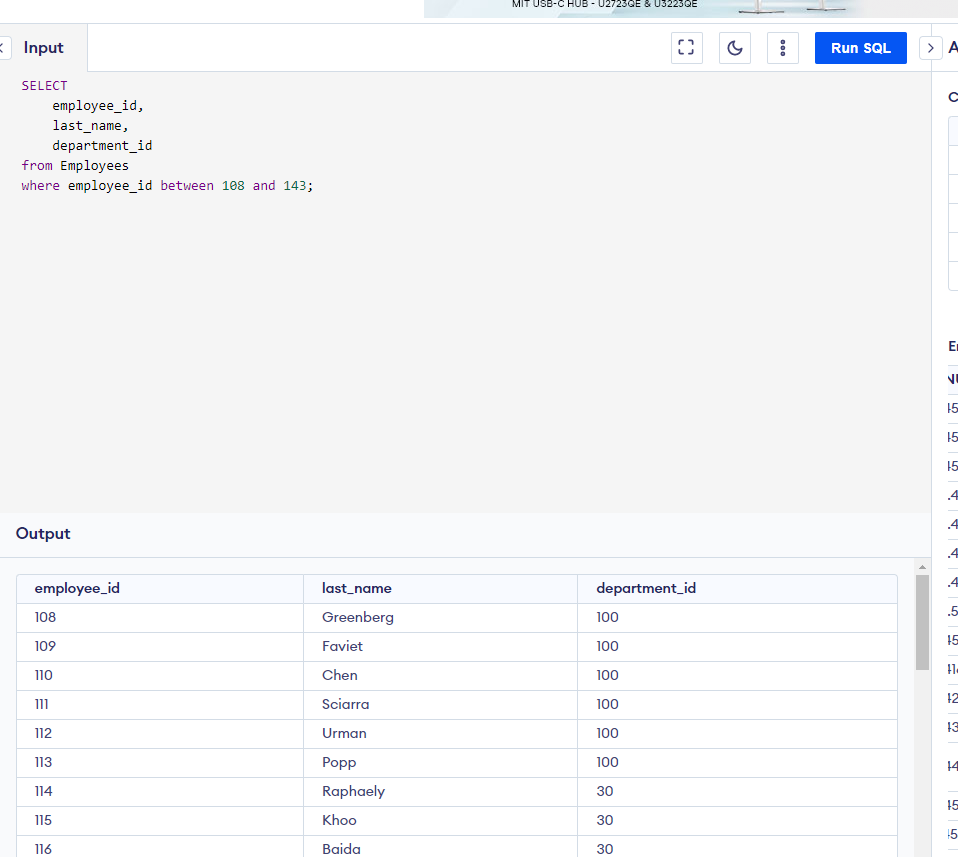 MIT USB-C HUB - U2723QE & U3223QE
Input
Run SQL
SELECT
employee_id,
last_name,
department_id
from Employees
where employee_id between 108 and 143;
Output
employee_id last_name department_id
108 Greenberg 100
109 Faviet 100
110 Chen 100
111 Sciarra 100
112 Urman 100
113 Popp 100
114 Raphaely 30
115 Khoo 30
116 Baida 30